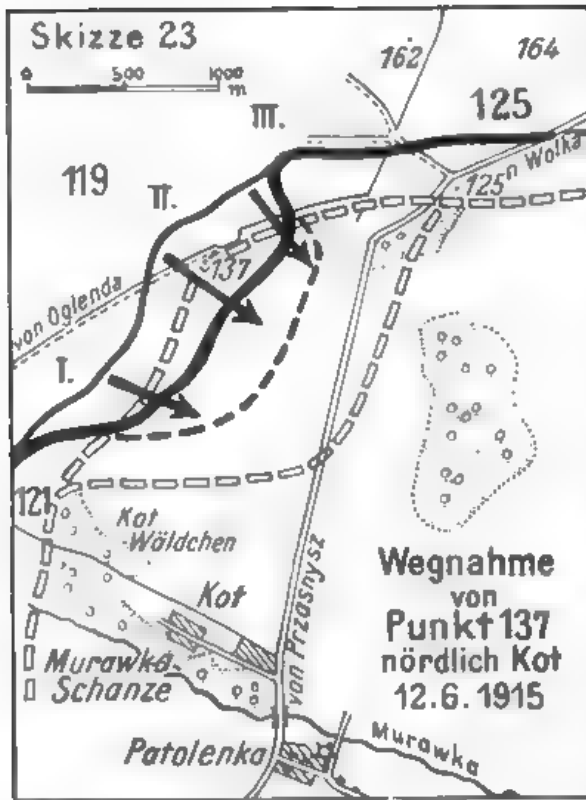 Skizze 23
0 500 1000
m
162
164
III.
125
119
II.
125
n Wolka
137
von Oglenda
I.
121
Kot
Wäldchen
Kot
von Przasnysz
Murawka
Schanze
Patolenka
Murawka
Wegnahme
von
Punkt 137
nördlich Kot
12.6.1915